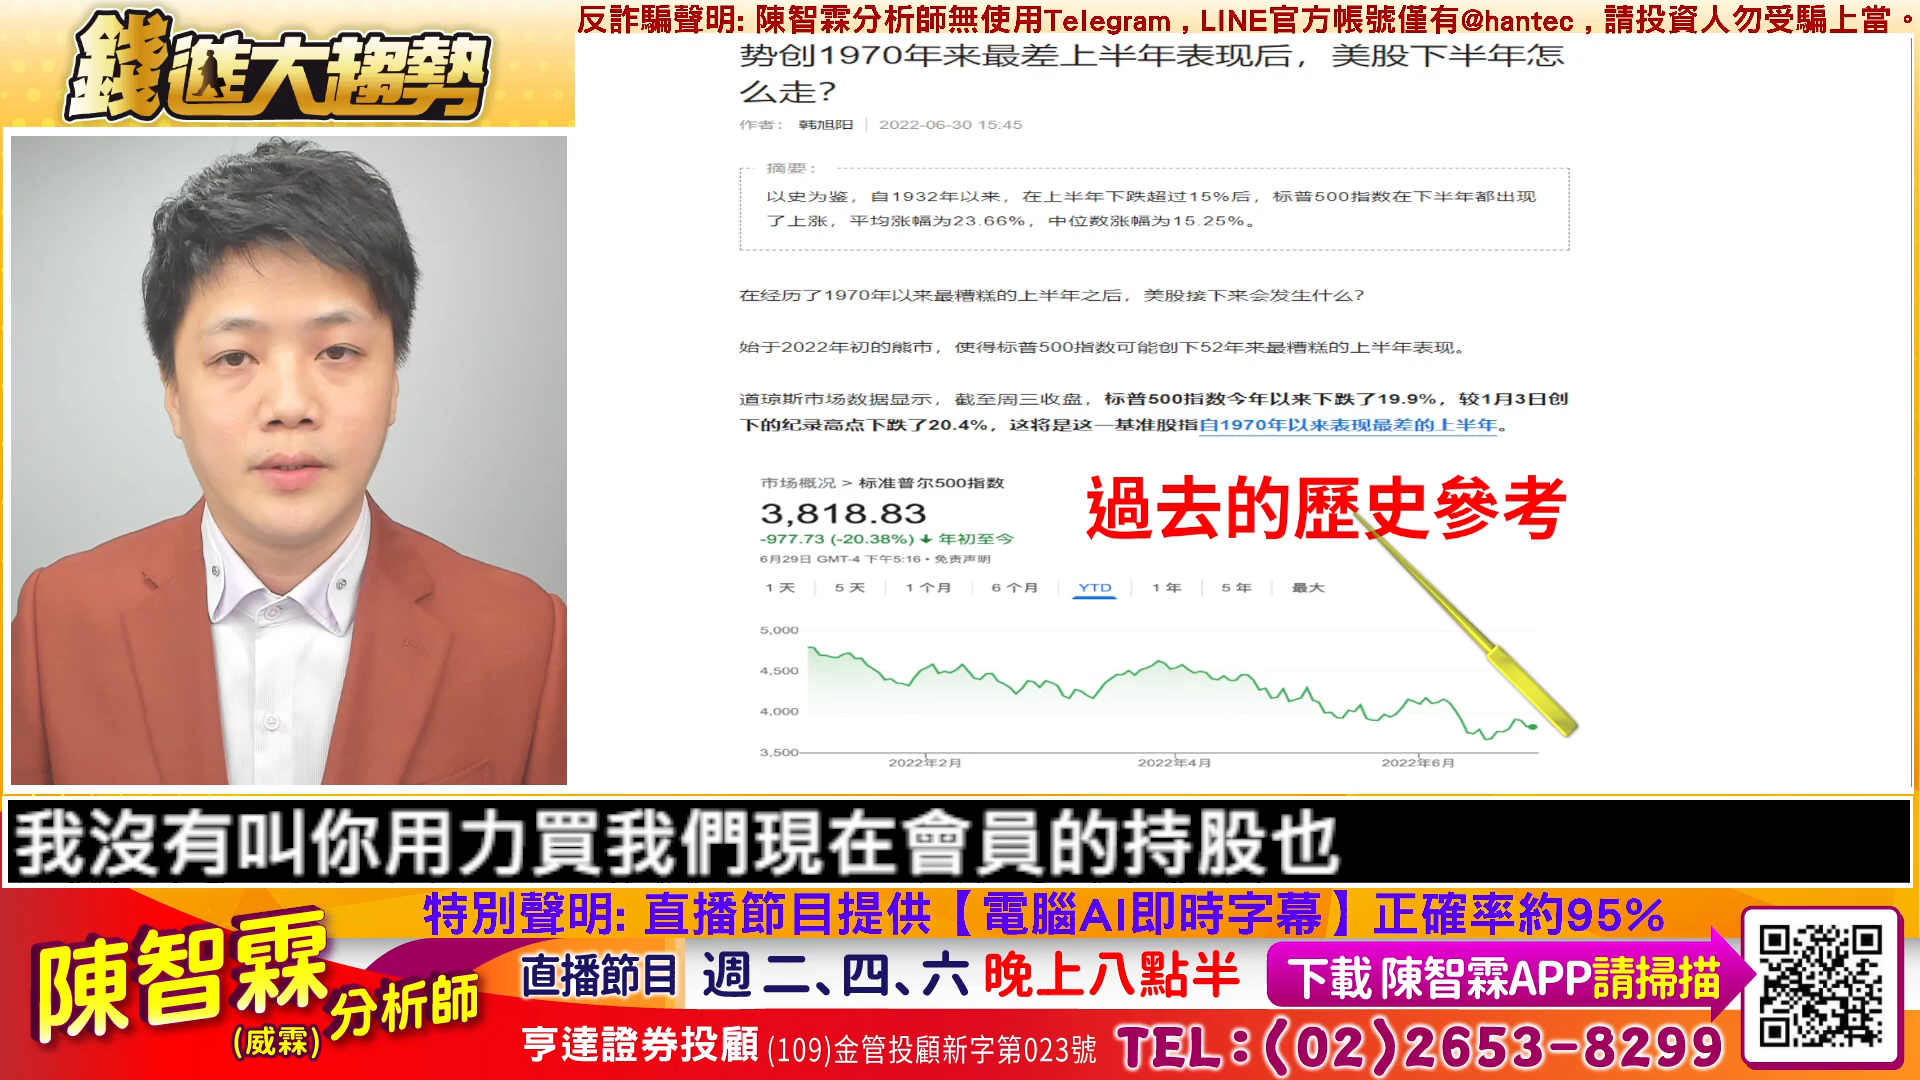 反詐騙聲明: 陳智霖分析師無使用Telegram , LINE官方帳號僅有@hantec , 請投資人勿受騙上當。
錢進大趨勢
势创1970年来最差上半年表现后，美股下半年怎
么走?
作者： 韩旭阳 | 2022-06-30 15:45
摘要：
以史为鉴，自1932年以来，在上半年下跌超过15%后，标普500指数在下半年都出现
了上涨，平均涨幅为23.66%，中位数涨幅为15.25%。
在经历了1970年以来最糟糕的上半年之后，美股接下来会发生什么?
始于2022年初的熊市，使得标普500指数可能创下52年来最糟糕的上半年表现。
道琼斯市场数据显示，截至周三收盘，标普500指数今年以来下跌了19.9%，较1月3日创
下的纪录高点下跌了20.4%，这将是这一基准股指自1970年以来表现最差的上半年。
市场概况 > 标准普尔500指数
3,818.83
-977.73 (-20.38%) ↓ 年初至今
6月29日 GMT-4 下午5:16 • 免责声明
過去的歷史參考
1 天 5 天 1 个月 6 个月 YTD 1 年 5 年 最大
5,000
4,500
4,000
3,500
2022年2月 2022年4月 2022年6月
我沒有叫你用力買我們現在會員的持股也
特別聲明: 直播節目提供【電腦AI即時字幕】正確率約95%
陳智霖分析師
(威霖)
直播節目 週二、四、六 晚上八點半
下載 陳智霖APP請掃描
亨達證券投顧 (109)金管投顧新字第023號 TEL:(02)2653-8299